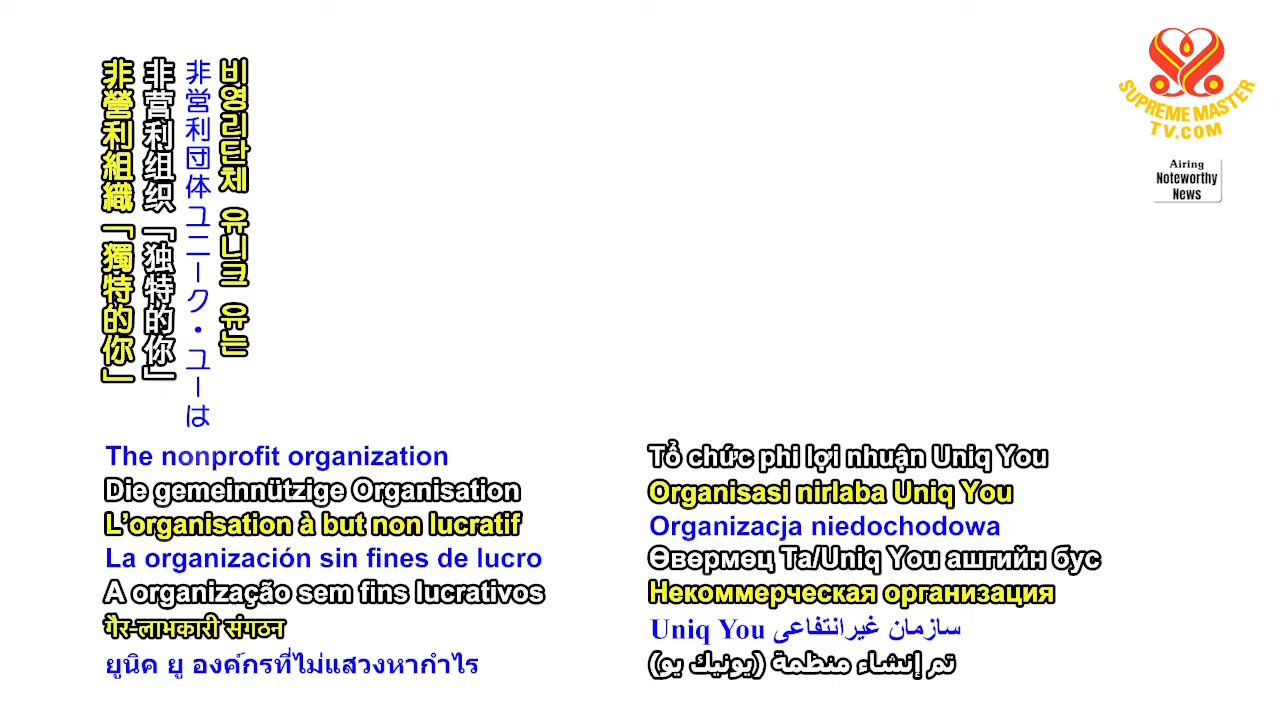 非營利組織「獨特的你」
非营利组织「独特的你」
非営利団体ユニーク・ユーは
비영리단체 유니크 유는
SUPREME MASTER
TV.COM
Airing
Noteworthy
News
The nonprofit organization
Die gemeinnützige Organisation
L’organisation à but non lucratif
La organización sin fines de lucro
A organização sem fins lucrativos
गैर-लाभकारी संगठन
ยูนิค ยู องค์กรที่ไม่แสวงหากำไร
Tổ chức phi lợi nhuận Uniq You
Organisasi nirlaba Uniq You
Organizacja niedochodowa
Өвөрмөц Та/Uniq You ашгийн бус
Некоммерческая организация
سازمان غیرانتفاعی Uniq You
تم إنشاء منظمة (يونيك يو)